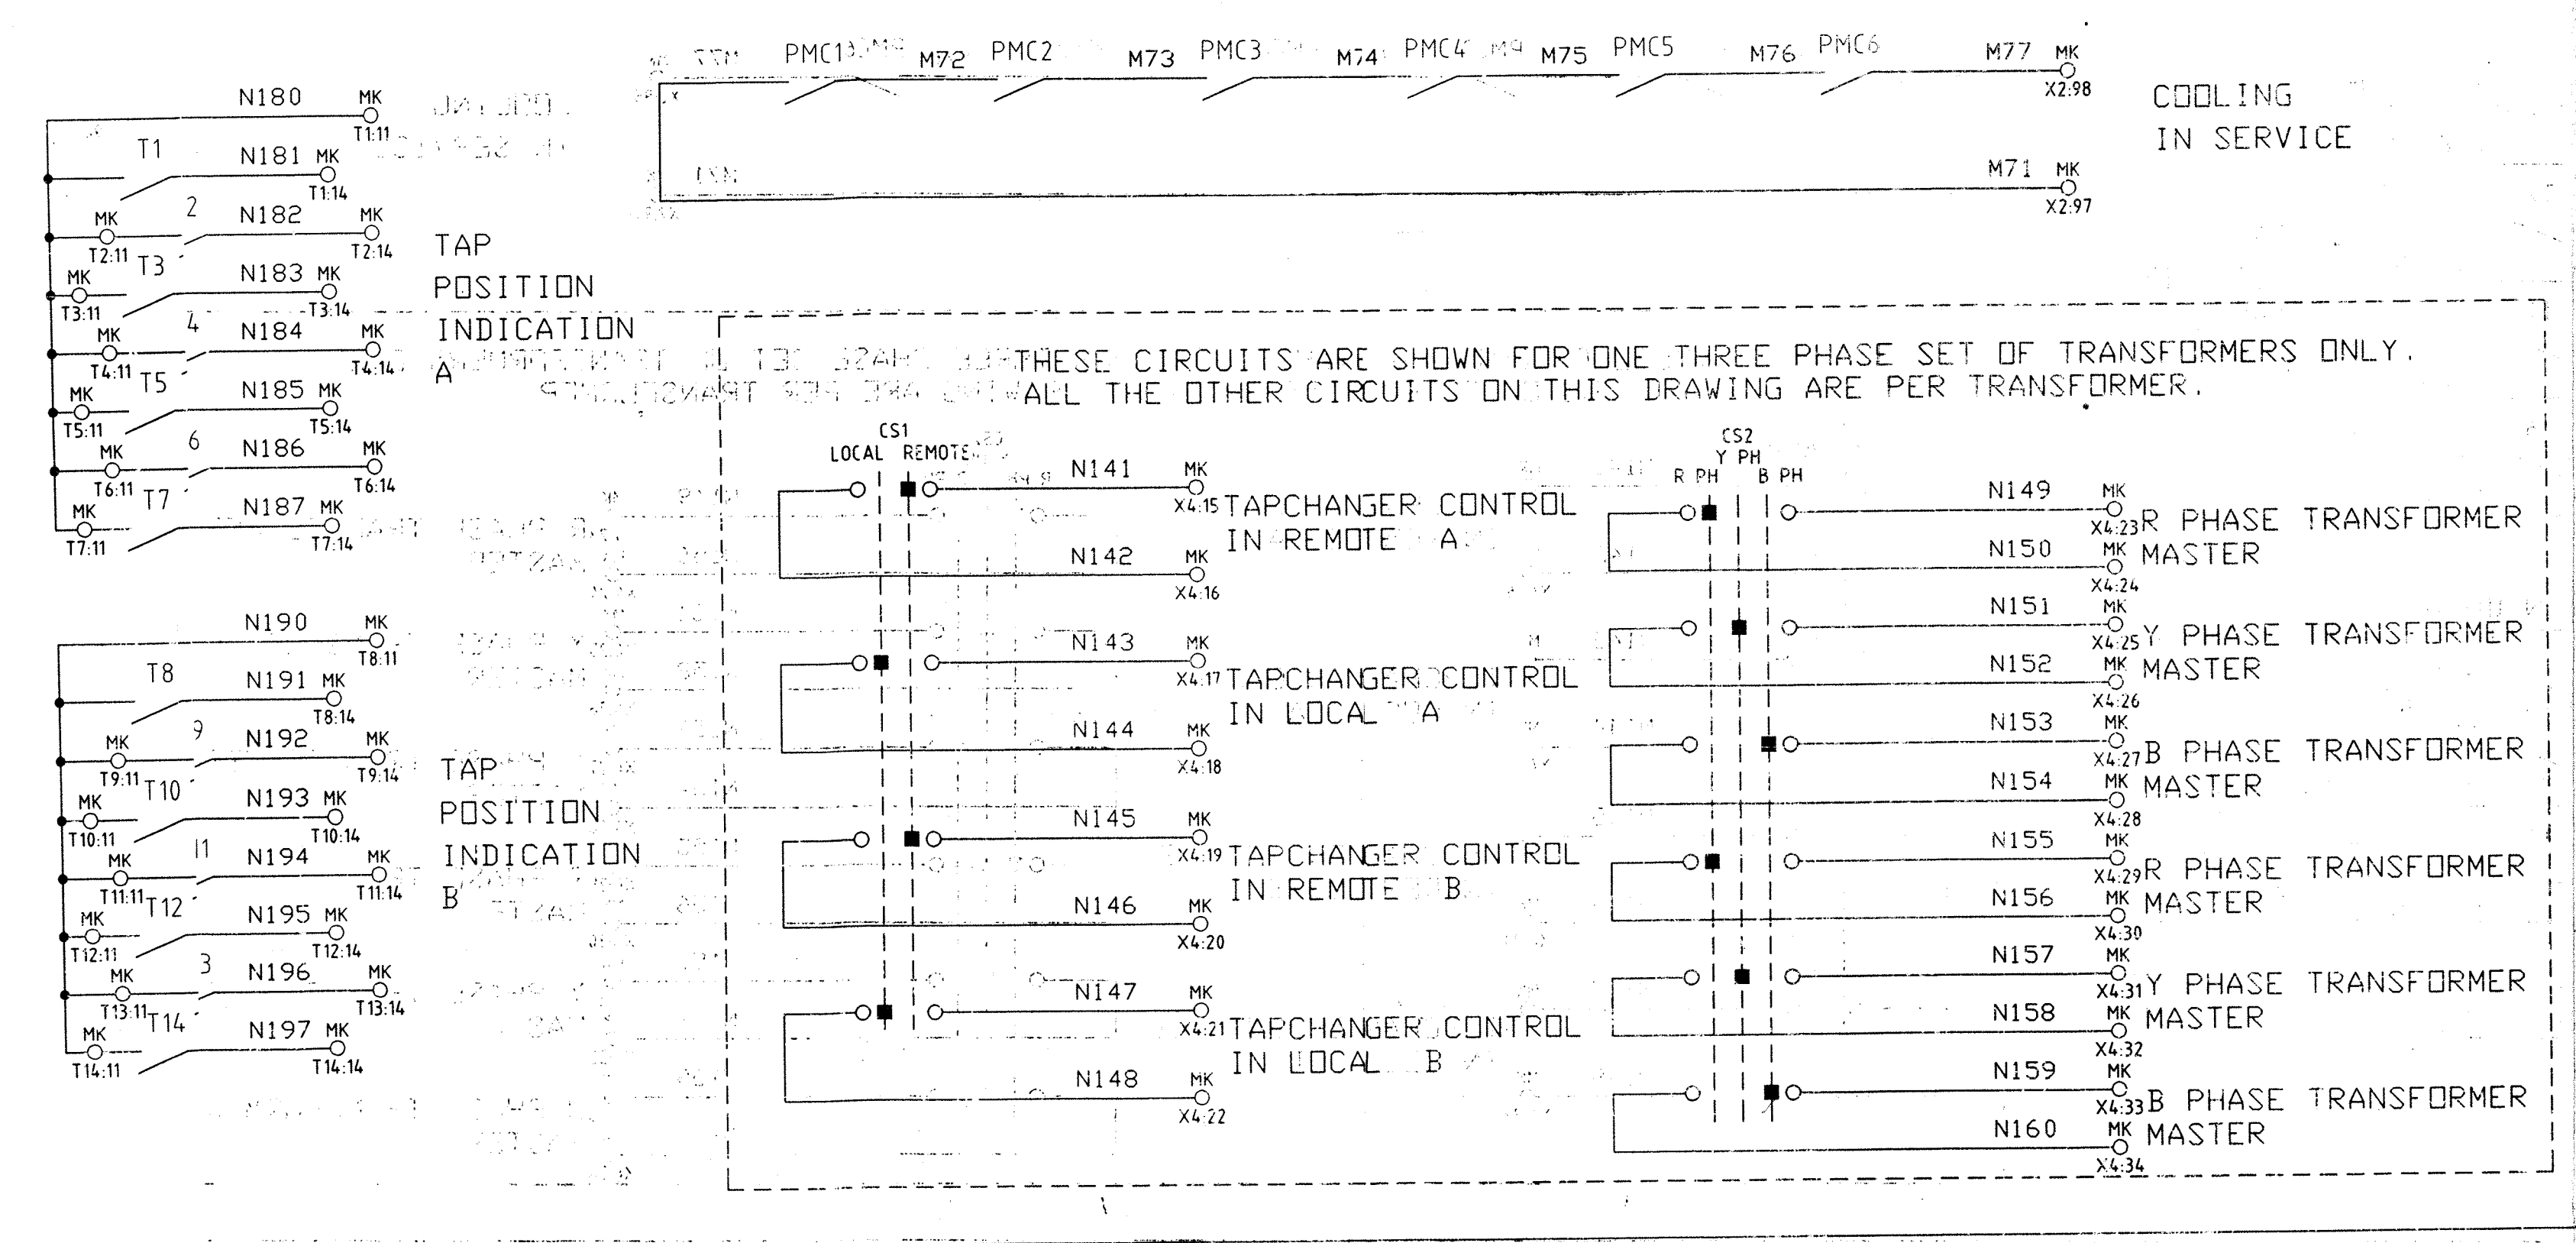 PMC1 M72 PMC2 M73 PMC3 M74 PMC4 M75 PMC5 M76 PMC6 M77 MK
X2:98
COOLING
IN SERVICE
M71 MK
X2:97
N180 MK
T1:11
T1 N181 MK
T1:14
MK 2 N182 MK
T2:11 T2:14
MK T3 N183 MK
T3:11 T3:14
MK 4 N184 MK
T4:11 T4:14
MK T5 N185 MK
T5:11 T5:14
MK 6 N186 MK
T6:11 T6:14
MK T7 N187 MK
T7:11 T7:14
TAP
POSITION
INDICATION
A
N190 MK
T8:11
T8 N191 MK
T8:14
MK 9 N192 MK
T9:11 T9:14
MK T10 N193 MK
T10:11 T10:14
MK 11 N194 MK
T11:11 T11:14
MK T12 N195 MK
T12:11 T12:14
MK 3 N196 MK
T13:11 T13:14
MK T14 N197 MK
T14:11 T14:14
TAP
POSITION
INDICATION
B
THESE CIRCUITS ARE SHOWN FOR ONE THREE PHASE SET OF TRANSFORMERS ONLY.
ALL THE OTHER CIRCUITS ON THIS DRAWING ARE PER TRANSFORMER.
CS1
LOCAL REMOTE
N141 MK
X4:15 TAPCHANGER CONTROL
IN REMOTE A
N142 MK
X4:16
N143 MK
X4:17 TAPCHANGER CONTROL
IN LOCAL A
N144 MK
X4:18
N145 MK
X4:19 TAPCHANGER CONTROL
IN REMOTE B
N146 MK
X4:20
N147 MK
X4:21 TAPCHANGER CONTROL
IN LOCAL B
N148 MK
X4:22
CS2
Y PH
R PH B PH
N149 MK
X4:23 R PHASE TRANSFORMER
N150 MK MASTER
X4:24
N151 MK
X4:25 Y PHASE TRANSFORMER
N152 MK MASTER
X4:26
N153 MK
X4:27 B PHASE TRANSFORMER
N154 MK MASTER
X4:28
N155 MK
X4:29 R PHASE TRANSFORMER
N156 MK MASTER
X4:30
N157 MK
X4:31 Y PHASE TRANSFORMER
N158 MK MASTER
X4:32
N159 MK
X4:33 B PHASE TRANSFORMER
N160 MK MASTER
X4:34